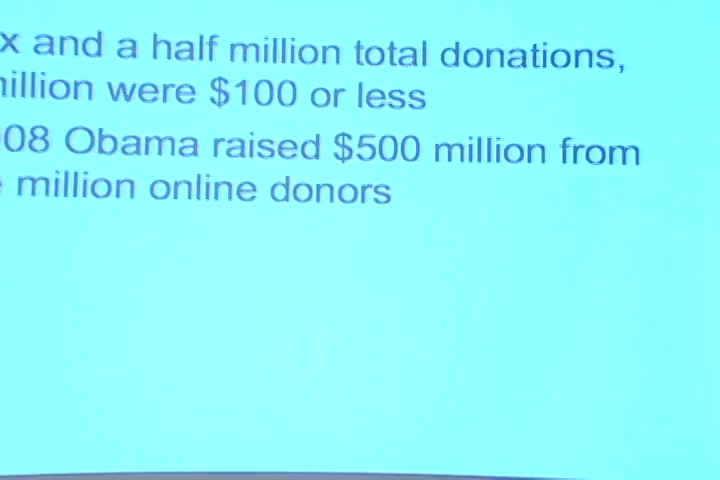 x and a half million total donations,
illion were $100 or less
08 Obama raised $500 million from
million online donors